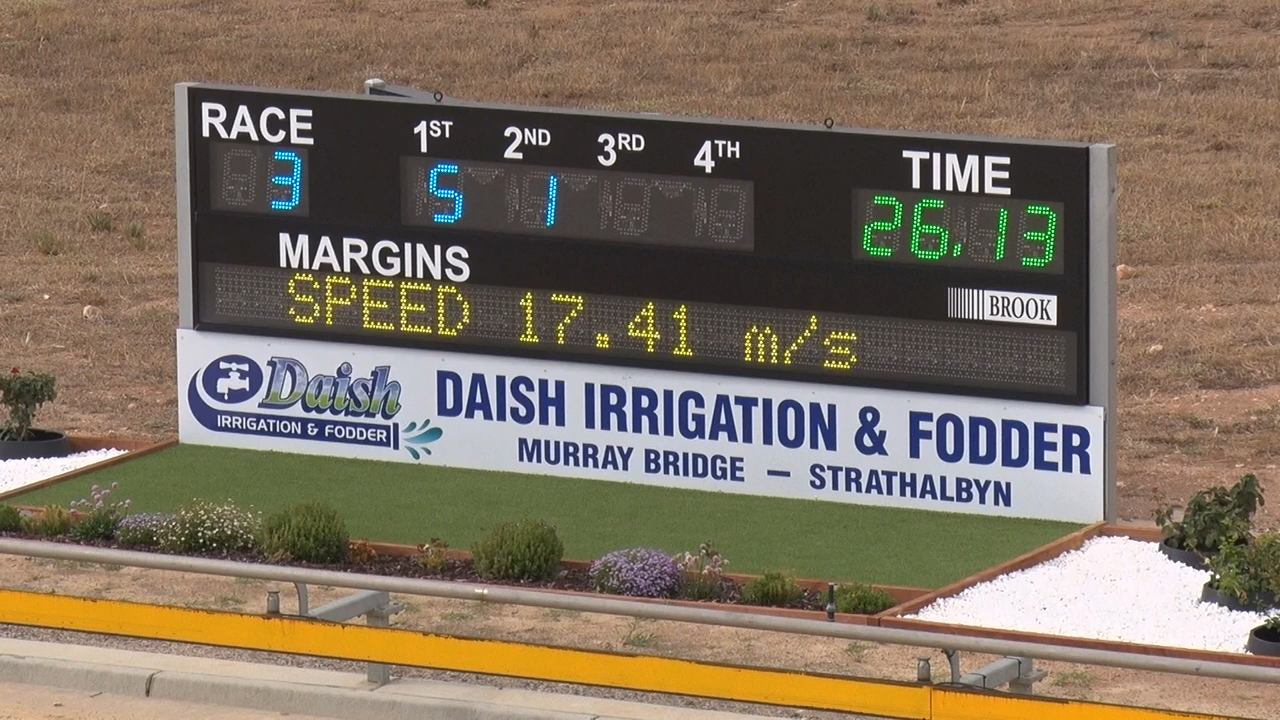 RACE 1ST 2ND 3RD 4TH TIME
3 5 1 26.13
MARGINS
BROOK
SPEED 17.41 m/s
Daish
IRRIGATION & FODDER
DAISH IRRIGATION & FODDER
MURRAY BRIDGE – STRATHALBYN